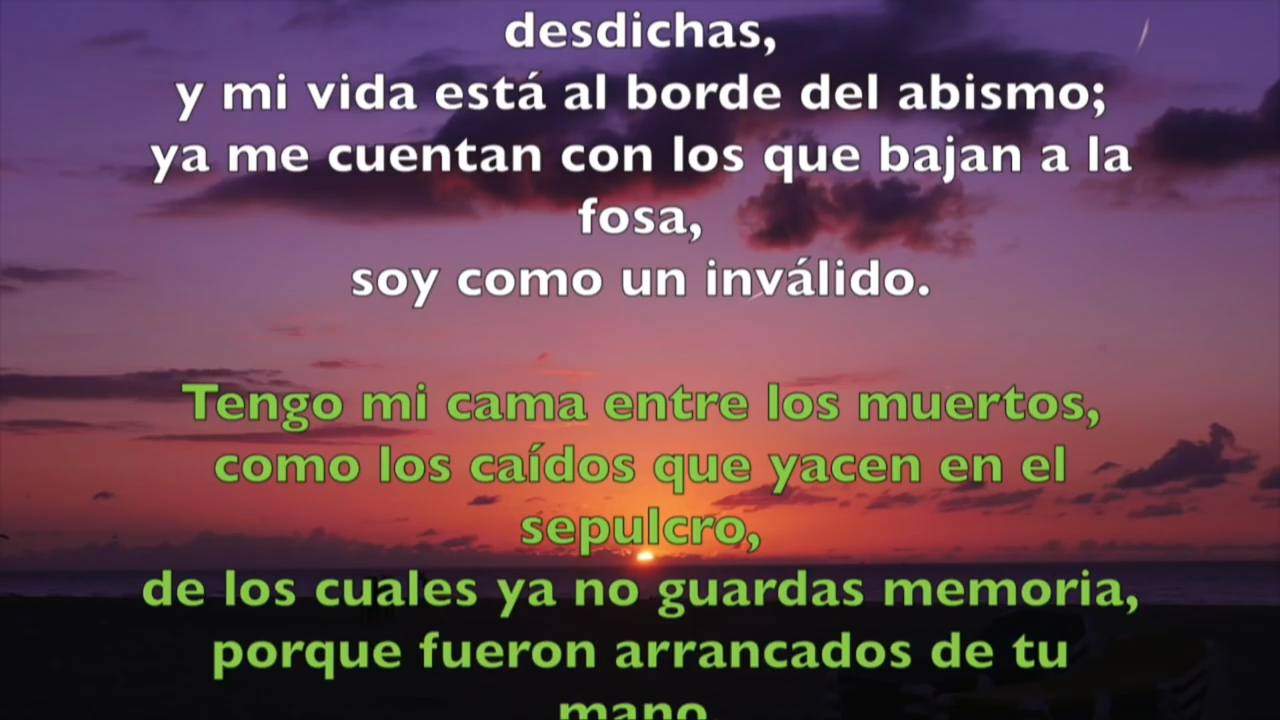 desdichas,
y mi vida está al borde del abismo;
ya me cuentan con los que bajan a la
fosa,
soy como un inválido.
Tengo mi cama entre los muertos,
como los caídos que yacen en el
sepulcro,
de los cuales ya no guardas memoria,
porque fueron arrancados de tu
mano.